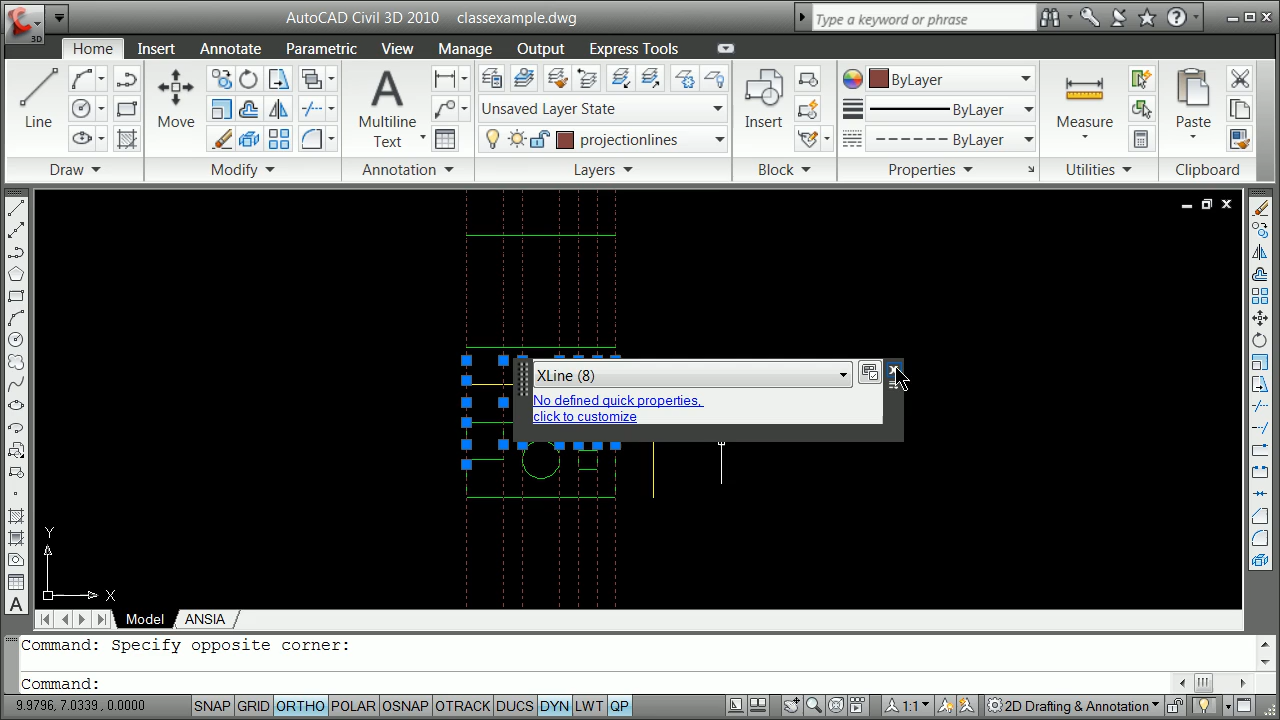 AutoCAD Civil 3D 2010 classexample.dwg
Type a keyword or phrase
3D
Home Insert Annotate Parametric View Manage Output Express Tools
Line
Move
Multiline
Text
Unsaved Layer State
projectionlines
Insert
ByLayer
ByLayer
ByLayer
Measure
Paste
Draw
Modify
Annotation
Layers
Block
Properties
Utilities
Clipboard
XLine (8)
No defined quick properties,
click to customize
Y
X
A
Model ANSIA
Command: Specify opposite corner:
Command:
9.9796, 7.0339 , 0.0000
SNAP GRID ORTHO POLAR OSNAP OTRACK DUCS DYN LWT QP
1:1
2D Drafting & Annotation